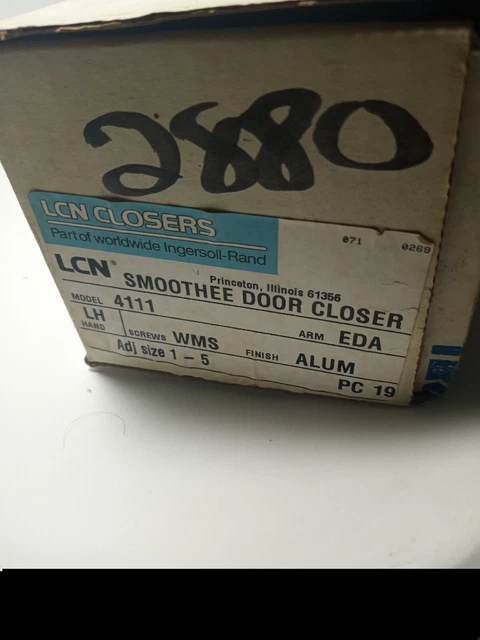 2880
LCN CLOSERS
Part of worldwide Ingersoll-Rand
071 0269
Princeton, Illinois 61356
LCN® SMOOTHEE DOOR CLOSER
MODEL 4111 ARM EDA
LH HAND SCREWS WMS FINISH ALUM
Adj size 1 - 5 PC 19